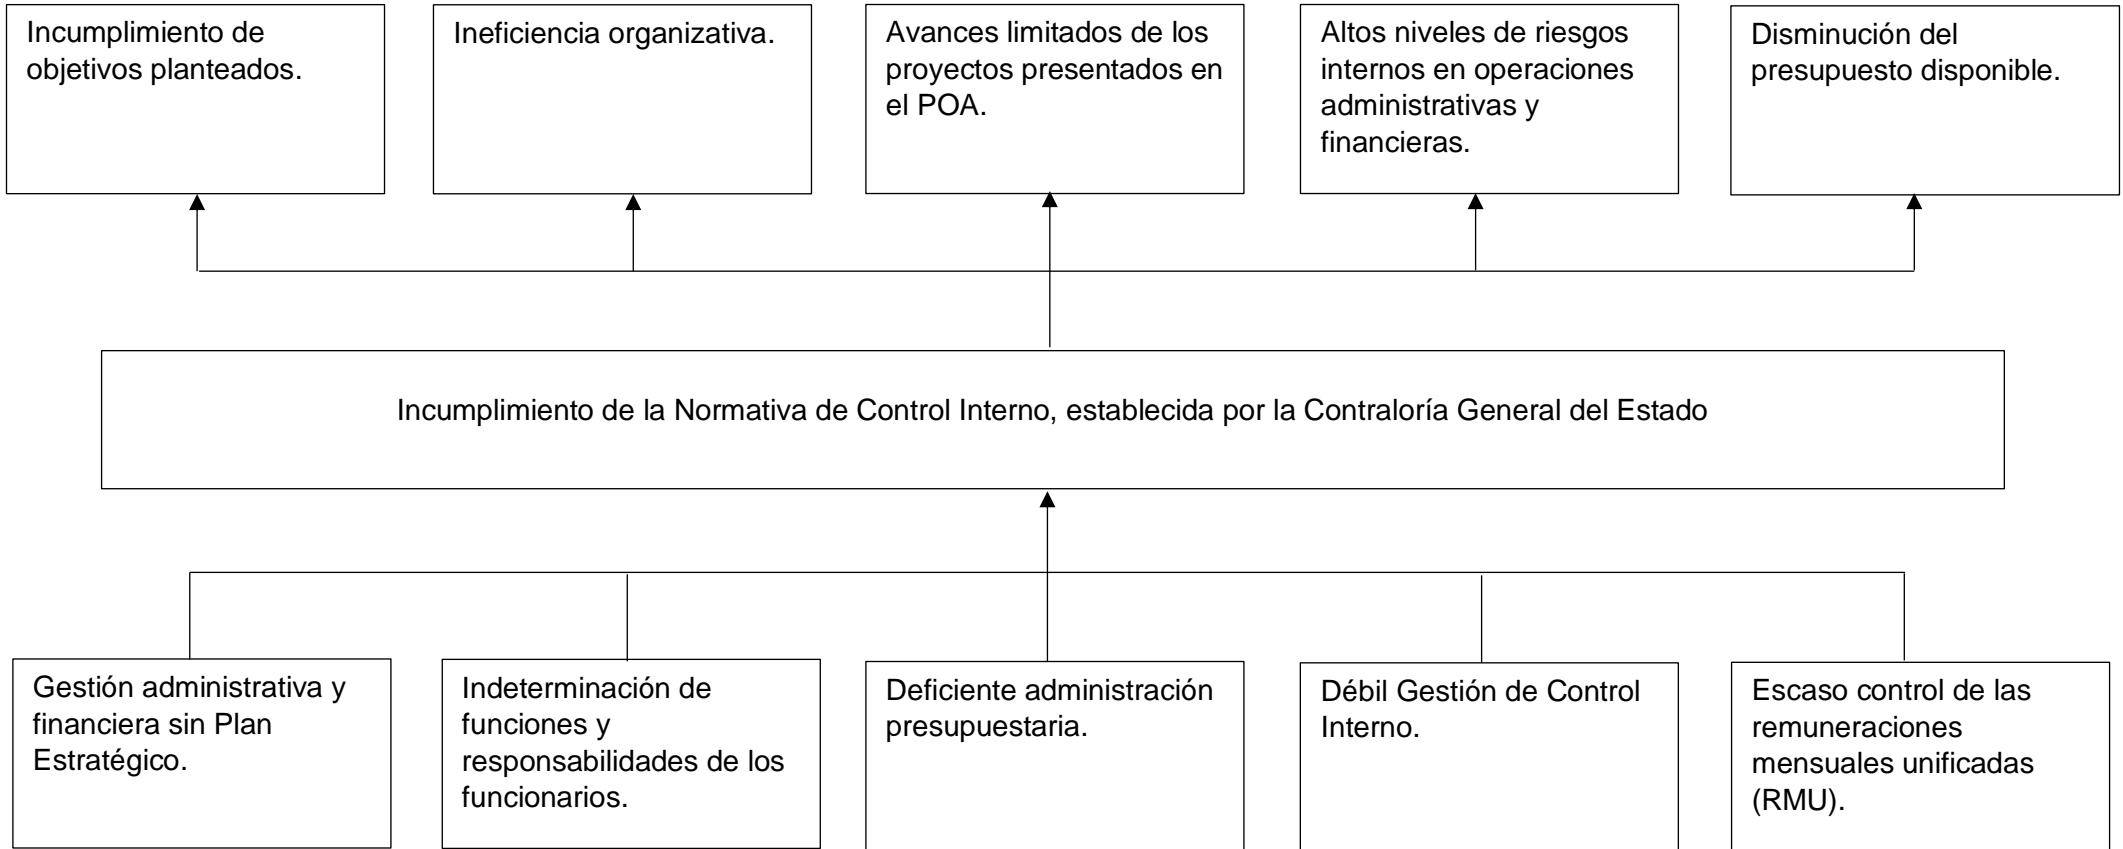 Incumplimiento de
objetivos planteados.
Ineficiencia organizativa.
Avances limitados de los
proyectos presentados en
el POA.
Altos niveles de riesgos
internos en operaciones
administrativas y
financieras.
Disminución del
presupuesto disponible.
Incumplimiento de la Normativa de Control Interno, establecida por la Contraloría General del Estado
Gestión administrativa y
financiera sin Plan
Estratégico.
Indeterminación de
funciones y
responsabilidades de los
funcionarios.
Deficiente administración
presupuestaria.
Débil Gestión de Control
Interno.
Escaso control de las
remuneraciones
mensuales unificadas
(RMU).